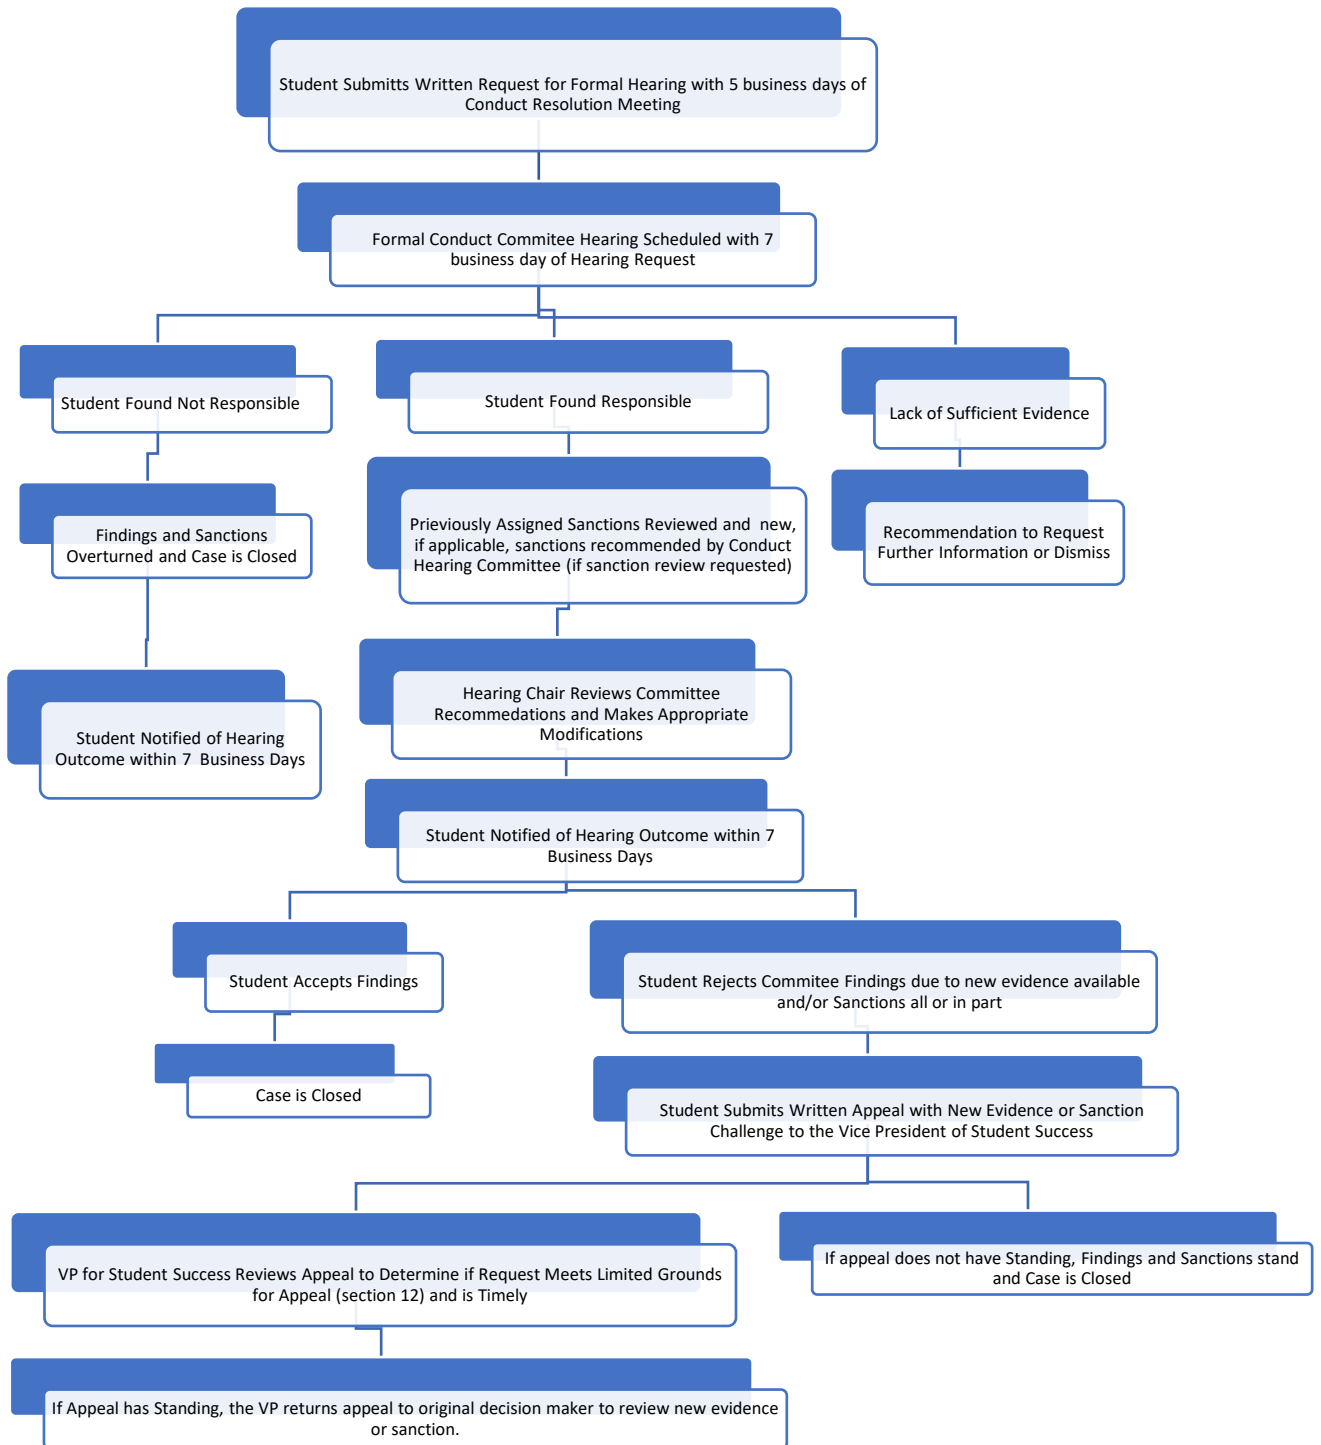 Student Submitts Written Request for Formal Hearing with 5 business days of
Conduct Resolution Meeting
Formal Conduct Commitee Hearing Scheduled with 7
business day of Hearing Request
Student Found Not Responsible
Student Found Responsible
Lack of Sufficient Evidence
Findings and Sanctions
Overturned and Case is Closed
Prieviously Assigned Sanctions Reviewed and new,
if applicable, sanctions recommended by Conduct
Hearing Committee (if sanction review requested)
Recommendation to Request
Further Information or Dismiss
Student Notified of Hearing
Outcome within 7 Business Days
Hearing Chair Reviews Committee
Recommedations and Makes Appropriate
Modifications
Student Notified of Hearing Outcome within 7
Business Days
Student Accepts Findings
Student Rejects Commitee Findings due to new evidence available
and/or Sanctions all or in part
Case is Closed
Student Submits Written Appeal with New Evidence or Sanction
Challenge to the Vice President of Student Success
VP for Student Success Reviews Appeal to Determine if Request Meets Limited Grounds
for Appeal (section 12) and is Timely
If appeal does not have Standing, Findings and Sanctions stand
and Case is Closed
If Appeal has Standing, the VP returns appeal to original decision maker to review new evidence
or sanction.